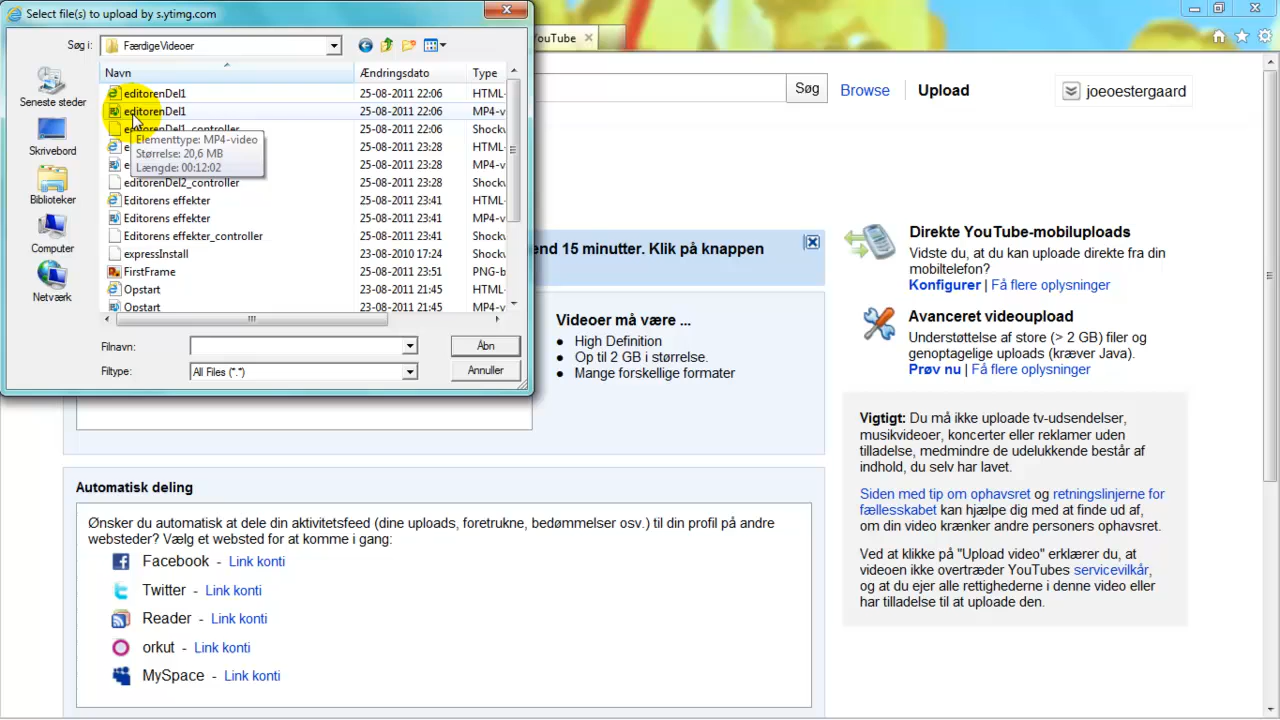 Select file(s) to upload by s.ytimg.com
Søg i:
FærdigeVideoer
Navn
Ændringsdato
Type
editorenDel1
25-08-2011 22:06
HTML-
editorenDel1
25-08-2011 22:06
MP4-v
editorenDel1_controller
25-08-2011 22:06
Shockv
25-08-2011 23:28
HTML-
25-08-2011 23:28
MP4-v
editorenDel2_controller
25-08-2011 23:28
Shockv
Editorens effekter
25-08-2011 23:41
HTML-
Editorens effekter
25-08-2011 23:41
MP4-v
Editorens effekter_controller
25-08-2011 23:41
Shockv
expressInstall
23-08-2010 17:24
Shockv
FirstFrame
25-08-2011 23:51
PNG-b
Opstart
23-08-2011 21:45
HTML-
Opstart
23-08-2011 21:45
MP4-v
Elementtype: MP4-video
Størrelse: 20,6 MB
Længde: 00:12:02
Seneste steder
Skrivebord
Biblioteker
Computer
Netværk
Filnavn:
Åbn
Filtype:
All Files (*.*)
Annuller
YouTube
Søg
Browse
Upload
joeoestergaard
end 15 minutter. Klik på knappen
Videoer må være ...
High Definition
Op til 2 GB i størrelse.
Mange forskellige formater
Direkte YouTube-mobiluploads
Vidste du, at du kan uploade direkte fra din
mobiltelefon?
Konfigurer | Få flere oplysninger
Avanceret videoupload
Understøttelse af store (> 2 GB) filer og
genoptagelige uploads (kræver Java).
Prøv nu | Få flere oplysninger
Vigtigt: Du må ikke uploade tv-udsendelser,
musikvideoer, koncerter eller reklamer uden
tilladelse, medmindre de udelukkende består af
indhold, du selv har lavet.
Siden med tip om ophavsret og retningslinjerne for
fællesskabet kan hjælpe dig med at finde ud af,
om din video krænker andre personers ophavsret.
Ved at klikke på "Upload video" erklærer du, at
videoen ikke overtræder YouTubes servicevilkår,
og at du ejer alle rettighederne i denne video eller
har tilladelse til at uploade den.
Automatisk deling
Ønsker du automatisk at dele din aktivitetsfeed (dine uploads, foretrukne, bedømmelser osv.) til din profil på andre
websteder? Vælg et websted for at komme i gang:
Facebook - Link konti
Twitter - Link konti
Reader - Link konti
orkut - Link konti
MySpace - Link konti